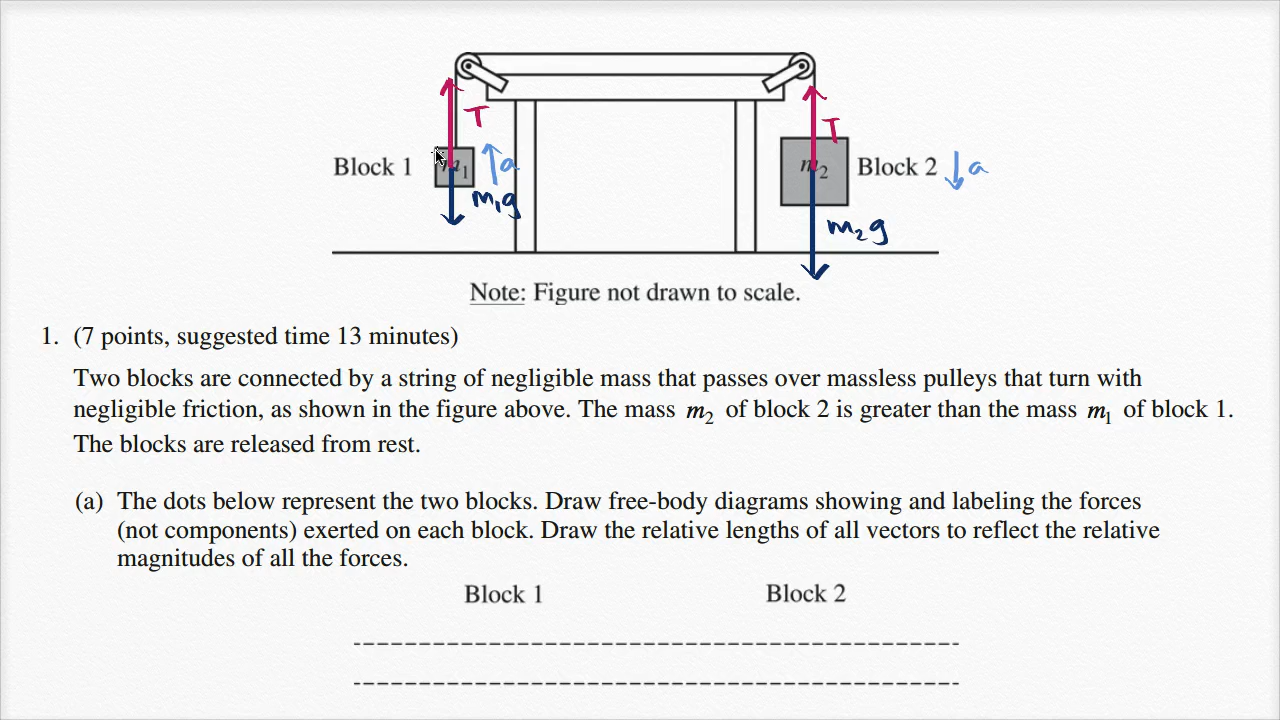 T
T
Block 1
m₁
a
m₂
Block 2
a
m₁g
m₂g
Note: Figure not drawn to scale.
1. (7 points, suggested time 13 minutes)
Two blocks are connected by a string of negligible mass that passes over massless pulleys that turn with
negligible friction, as shown in the figure above. The mass m₂ of block 2 is greater than the mass m₁ of block 1.
The blocks are released from rest.
(a) The dots below represent the two blocks. Draw free-body diagrams showing and labeling the forces
(not components) exerted on each block. Draw the relative lengths of all vectors to reflect the relative
magnitudes of all the forces.
Block 1 Block 2